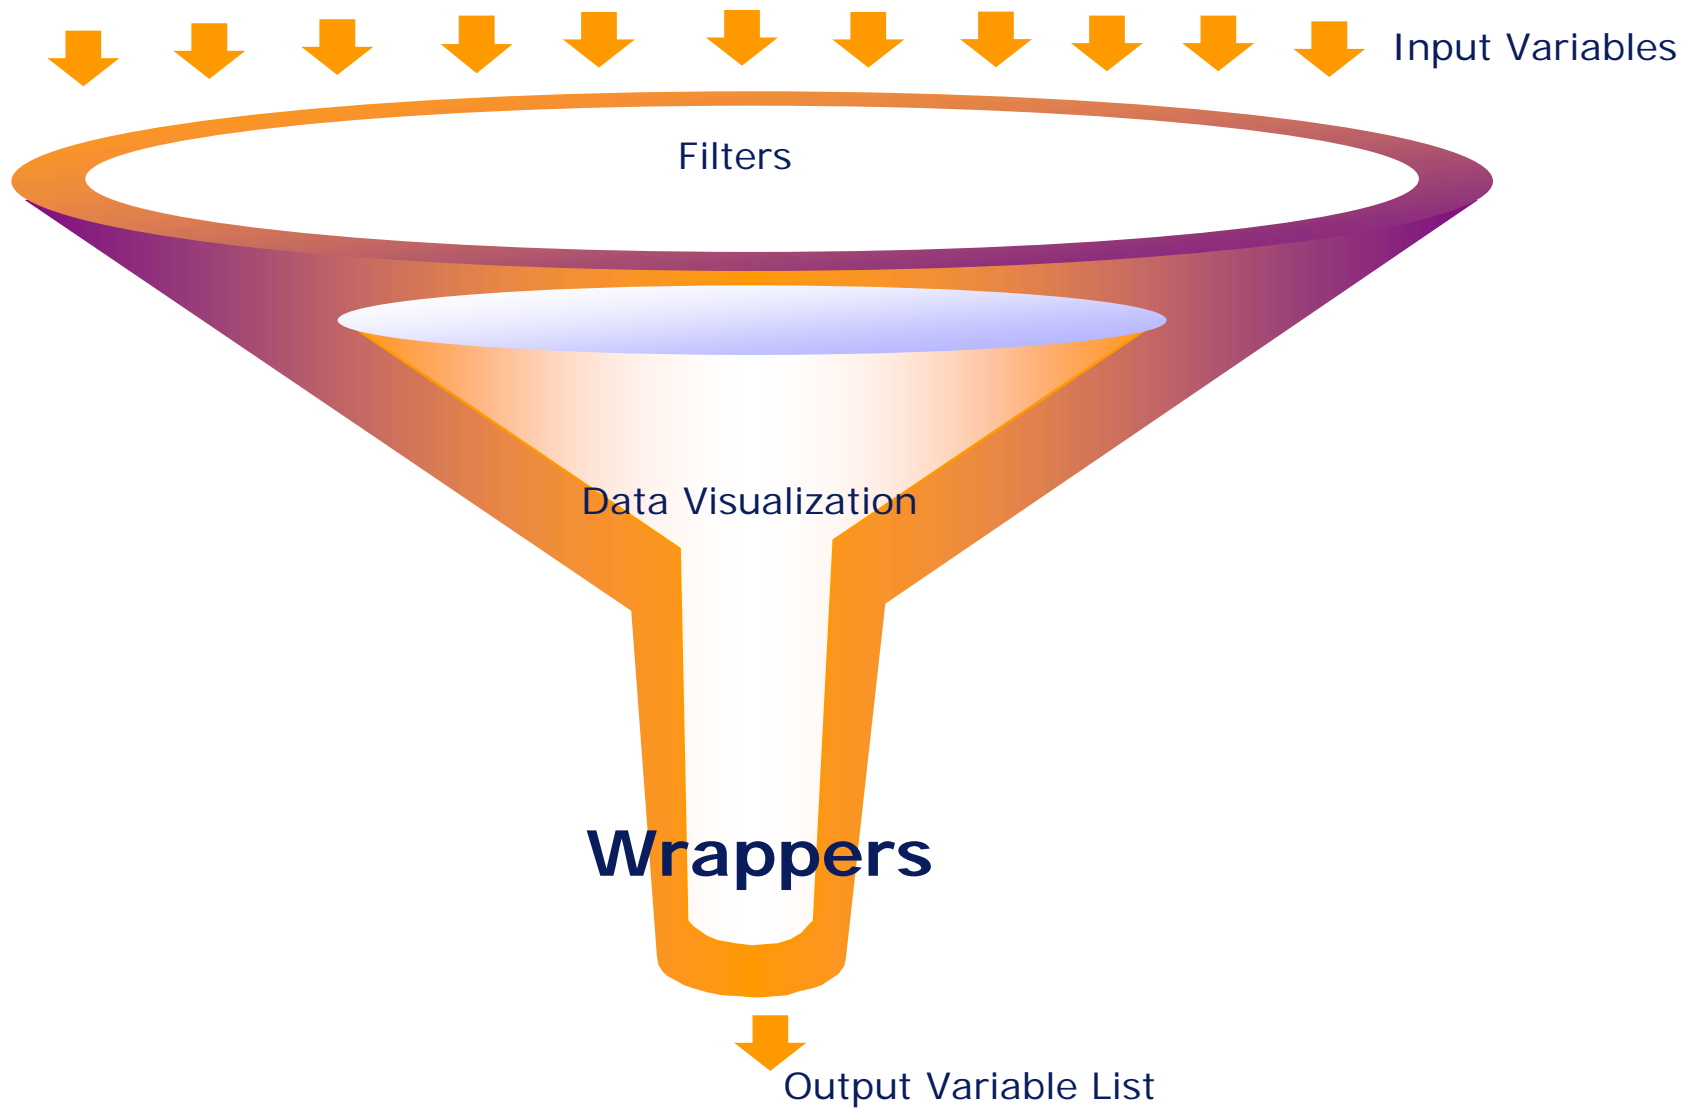 Input Variables
Filters
Data Visualization
Wrappers
Output Variable List